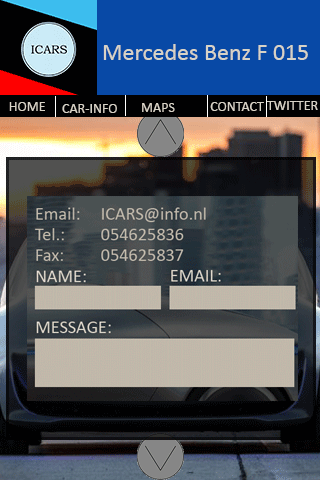 ICARS
Mercedes Benz F 015
HOME CAR-INFO MAPS CONTACT TWITTER
Email: ICARS@info.nl
Tel.: 054625836
Fax: 054625837
NAME: EMAIL:
MESSAGE: